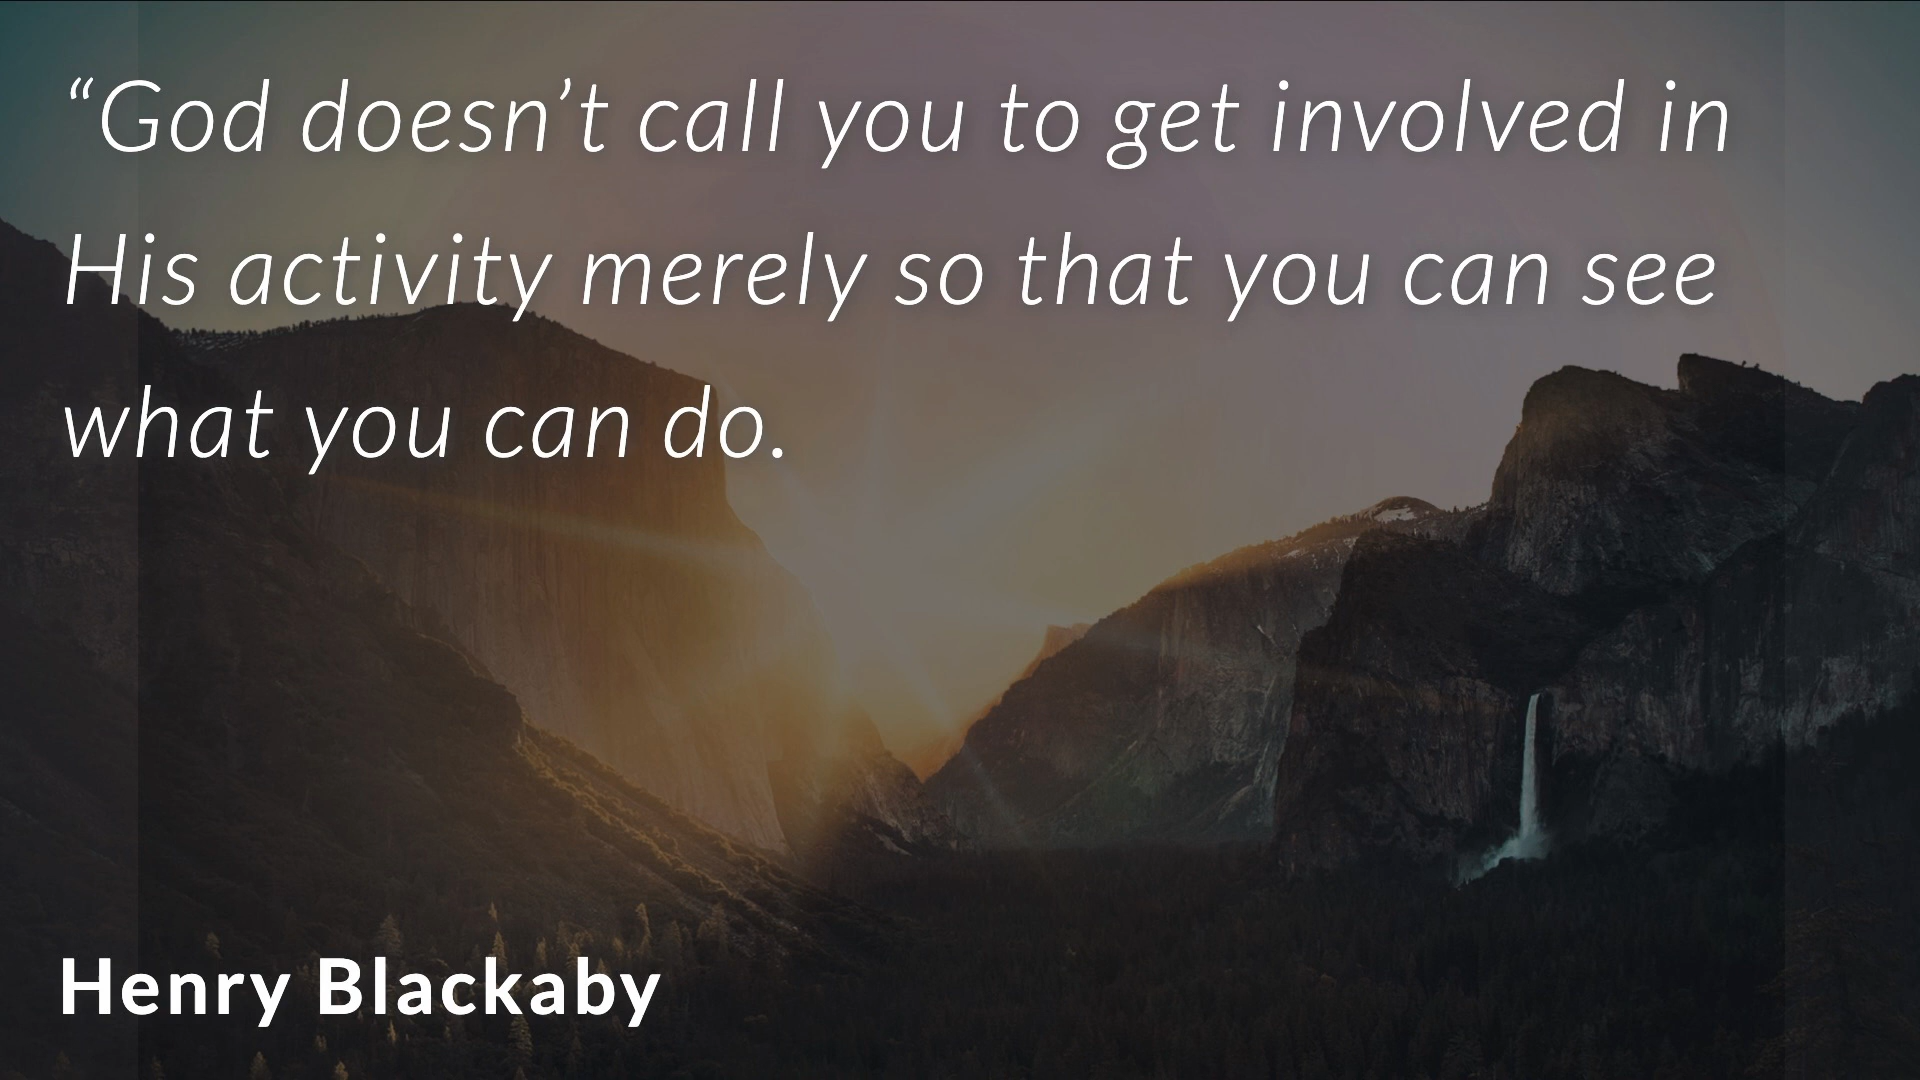 “God doesn’t call you to get involved in
His activity merely so that you can see
what you can do.
Henry Blackaby